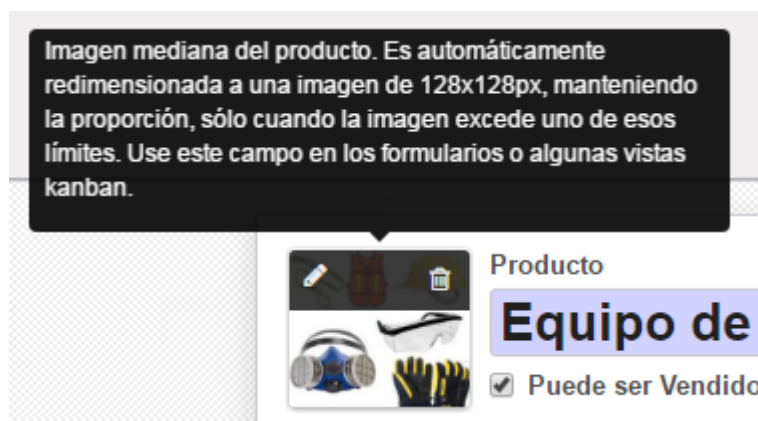 Imagen mediana del producto. Es automáticamente
redimensionada a una imagen de 128x128px, manteniendo
la proporción, sólo cuando la imagen excede uno de esos
límites. Use este campo en los formularios o algunas vistas
kanban.
Producto
Equipo de
Puede ser Vendido